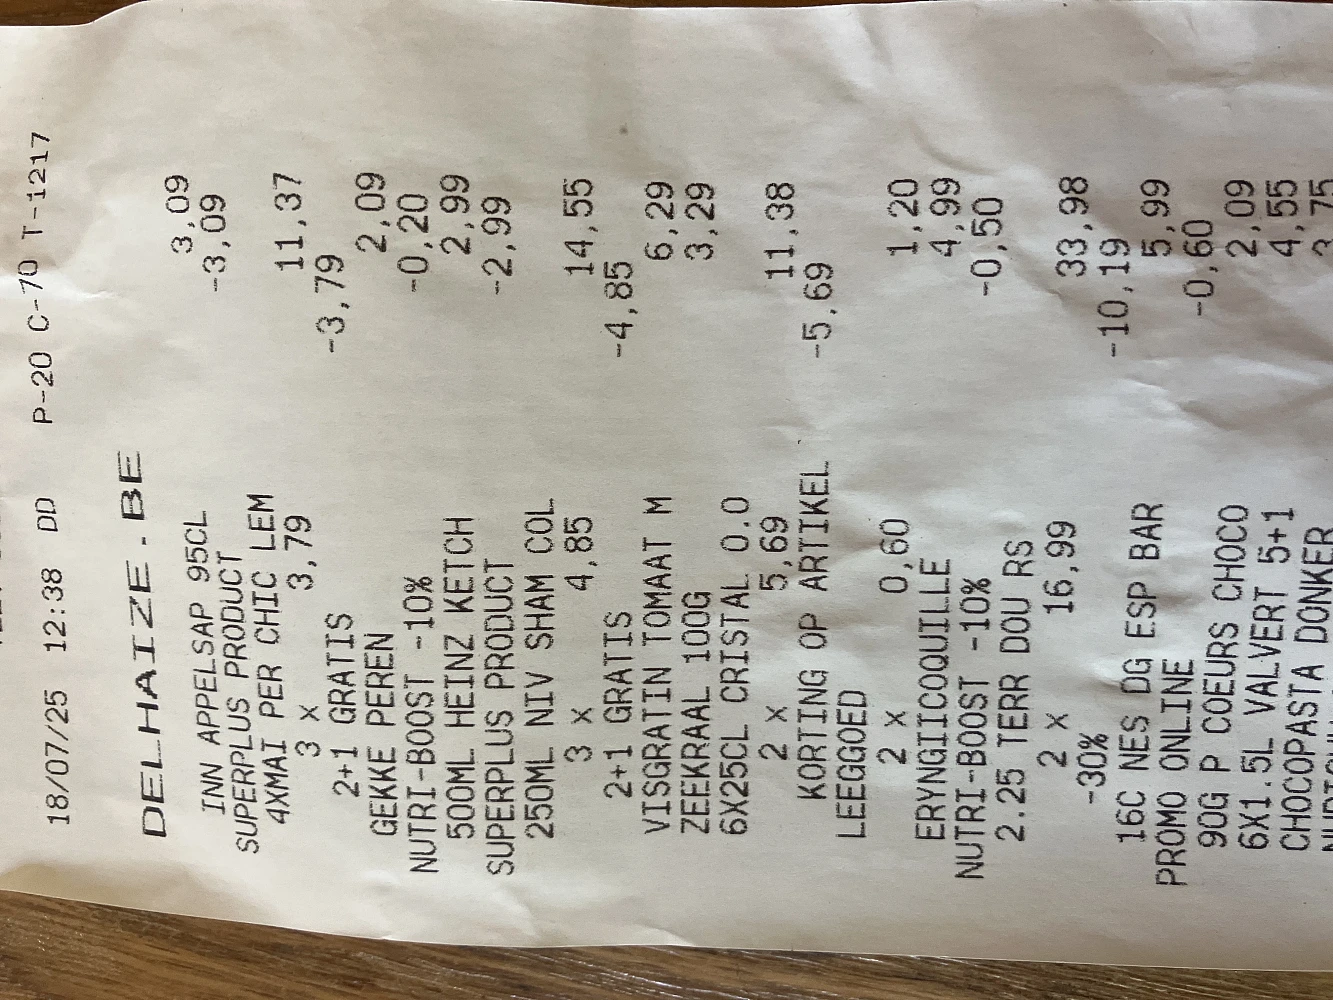 18/07/25 12:38 DD P-20 C-70 T-1217
DELHAIZE.BE
INN APPELSAP 95CL 3,09
SUPERPLUS PRODUCT -3,09
4XMAI PER CHIC LEM
3 x 3,79 11,37
2+1 GRATIS -3,79
GEKKE PEREN 2,09
NUTRI-BOOST -10% -0,20
500ML HEINZ KETCH 2,99
SUPERPLUS PRODUCT -2,99
250ML NIV SHAM COL
3 x 4,85 14,55
2+1 GRATIS -4,85
VISGRATIN TOMAAT M 6,29
ZEEKRAAL 100G 3,29
6X25CL CRISTAL 0.0
2 x 5,69 11,38
KORTING OP ARTIKEL -5,69
LEEGGOED
2 x 0,60 1,20
ERYNGIICOQUILLE 4,99
NUTRI-BOOST -10% -0,50
2.25 TERR DOU RS
2 x 16,99 33,98
-30% -10,19
16C NES DG ESP BAR 5,99
PROMO ONLINE -0,60
90G P COEURS CHOCO 2,09
6X1.5L VALVERT 5+1 4,55
CHOCOPASTA DONKER 3,75